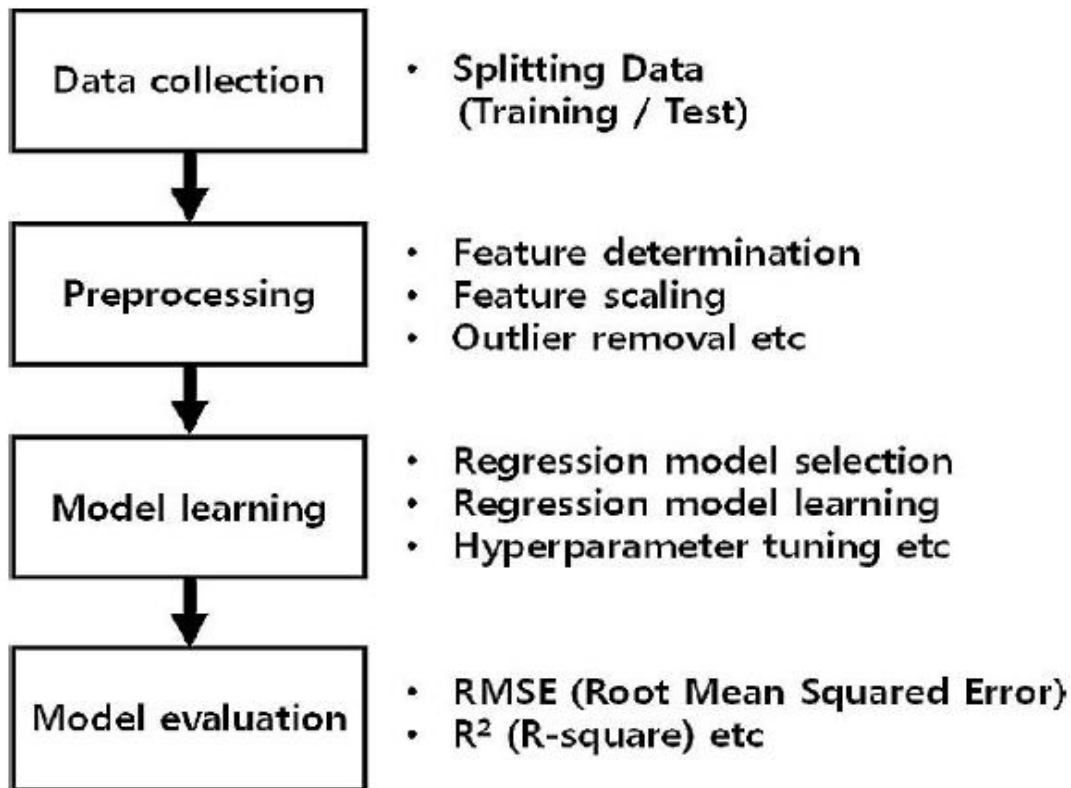 Data collection
• Splitting Data
(Training / Test)
Preprocessing
• Feature determination
• Feature scaling
• Outlier removal etc
Model learning
• Regression model selection
• Regression model learning
• Hyperparameter tuning etc
Model evaluation
• RMSE (Root Mean Squared Error)
• R² (R-square) etc